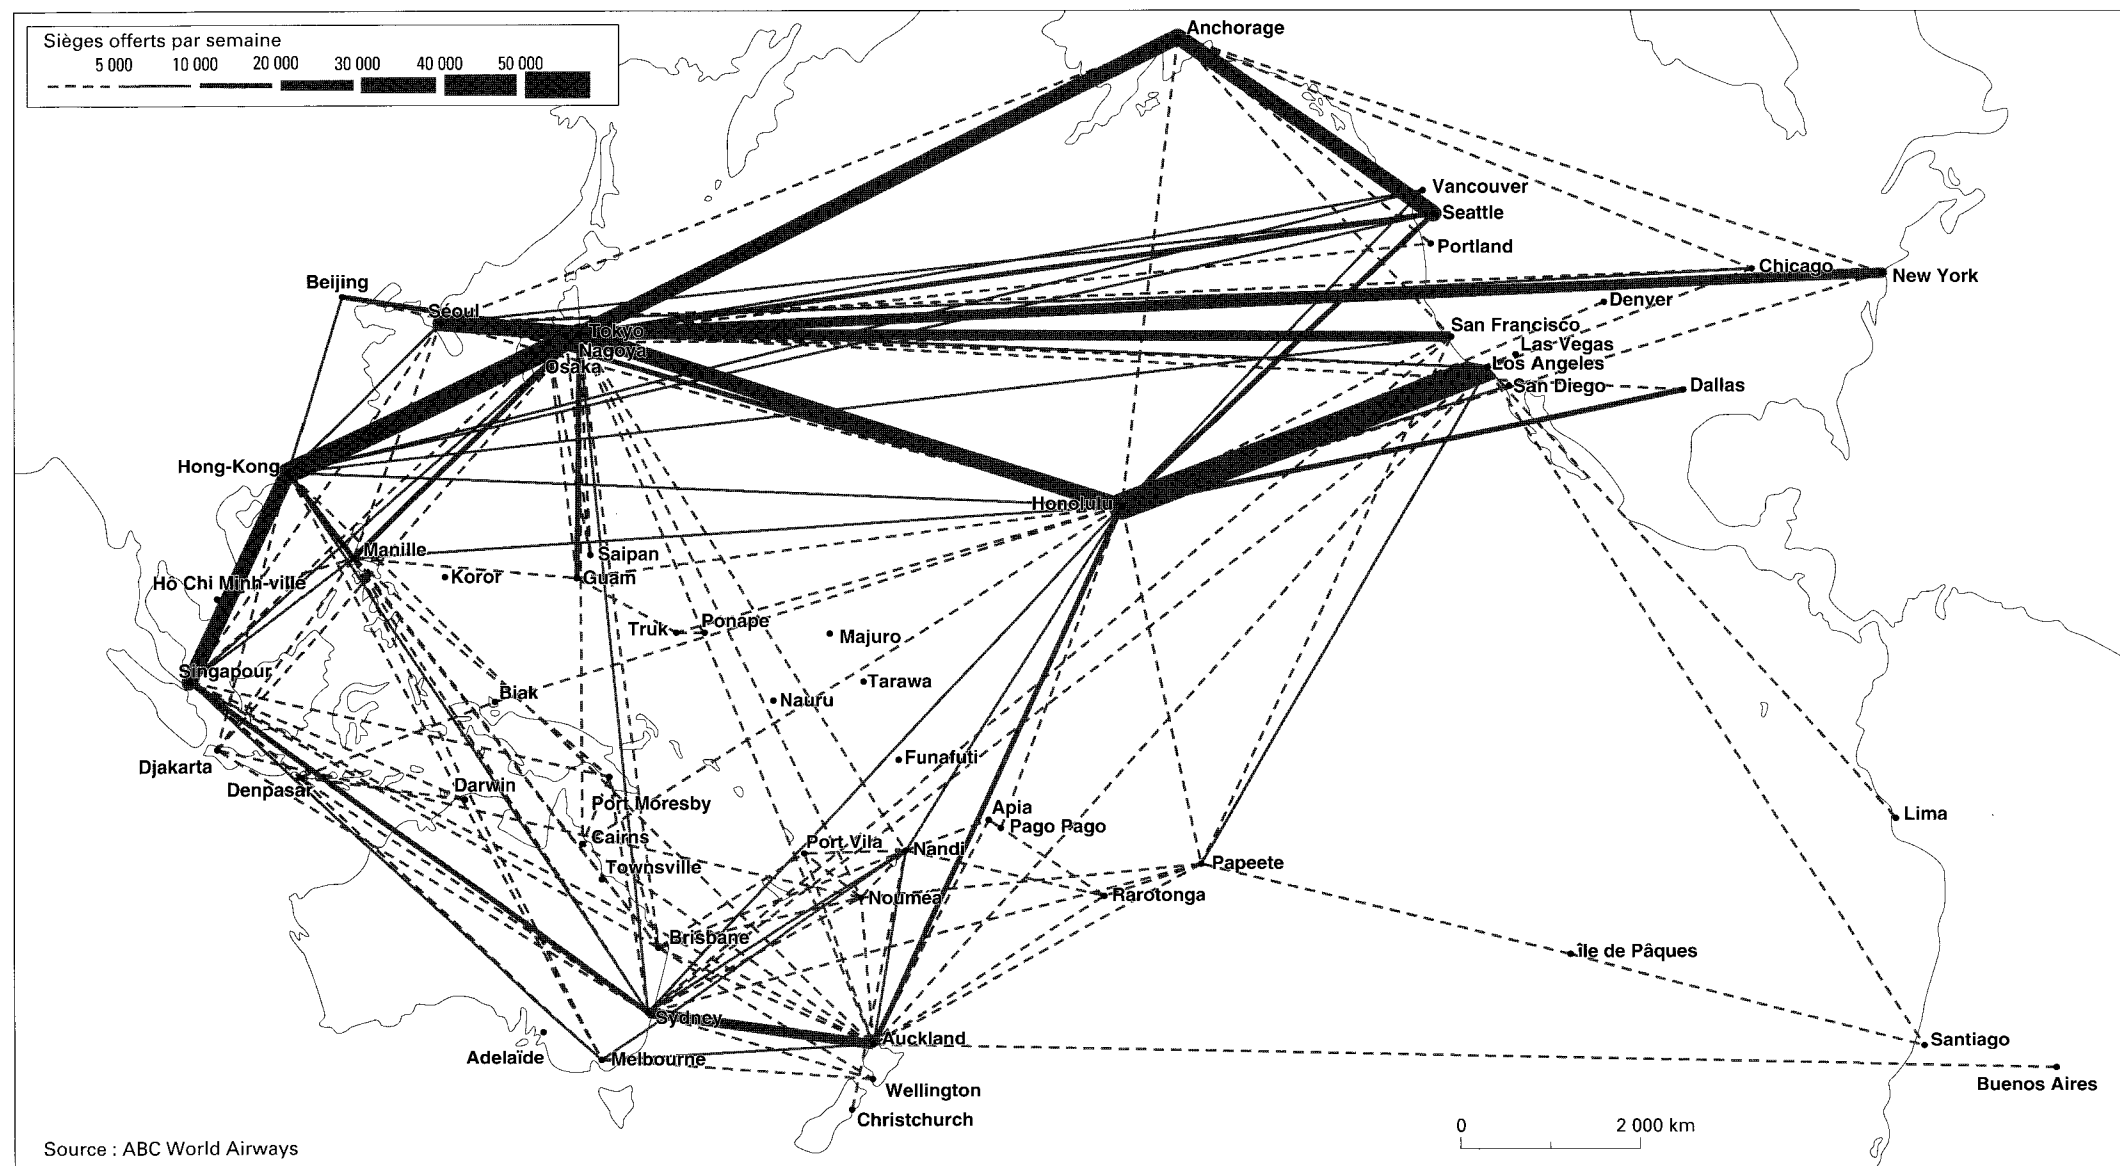 Sièges offerts par semaine
5 000 10 000 20 000 30 000 40 000 50 000
Anchorage
Vancouver
Seattle
Portland
Chicago
New York
Beijing
Séoul
Denver
San Francisco
Tokyo
Las Vegas
Nagoya
Los Angeles
Osaka
San Diego
Dallas
Hong-Kong
Honolulu
Manille
Saipan
Koror
Guam
Hô Chi Minh-ville
Truk
Ponape
Majuro
Singapour
Tarawa
Biak
Nauru
Funafuti
Djakarta
Denpasar
Darwin
Port Moresby
Apia
Pago Pago
Lima
Cairns
Port Vila
Nandi
Papeete
Townsville
Nouméa
Rarotonga
Brisbane
île de Pâques
Sydney
Auckland
Santiago
Adelaïde
Melbourne
Buenos Aires
Wellington
Christchurch
0 2 000 km
Source : ABC World Airways